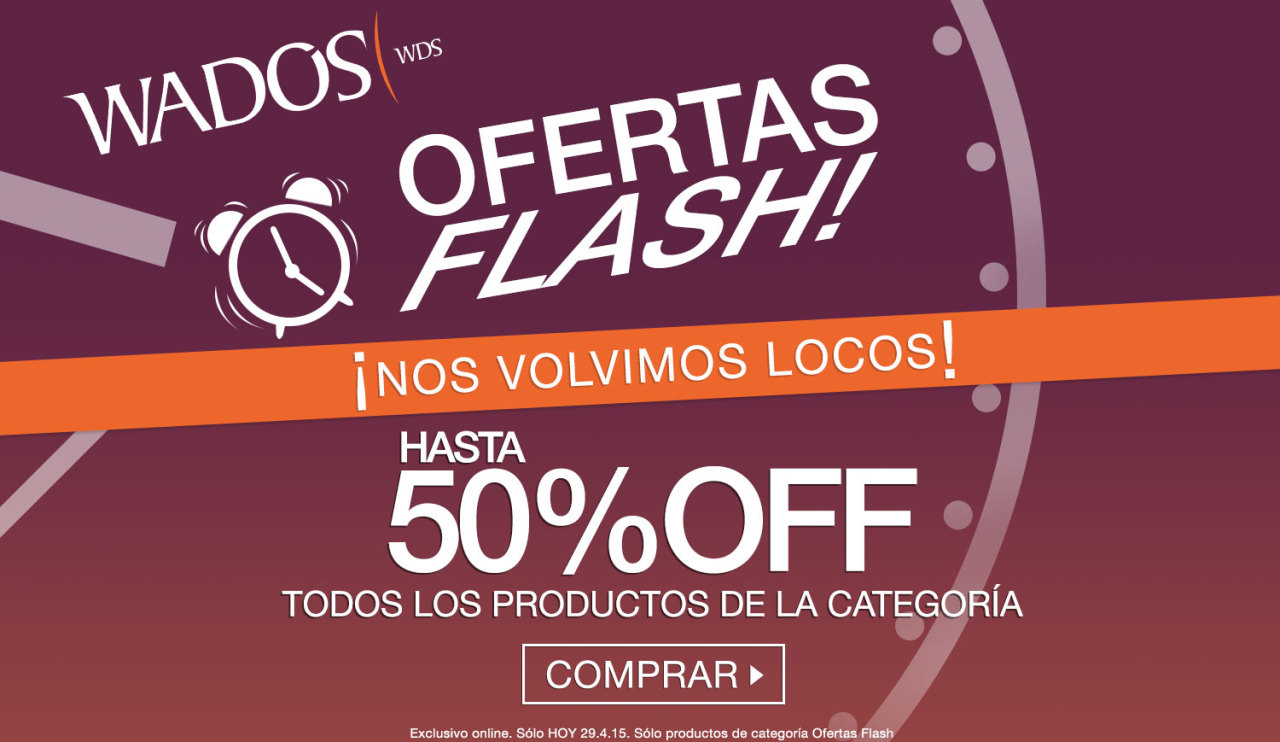 WADOS WDS
OFERTAS
FLASH!
¡NOS VOLVIMOS LOCOS!
HASTA
50%OFF
TODOS LOS PRODUCTOS DE LA CATEGORÍA
COMPRAR
Exclusivo online. Sólo HOY 29.4.15. Sólo productos de categoría Ofertas Flash